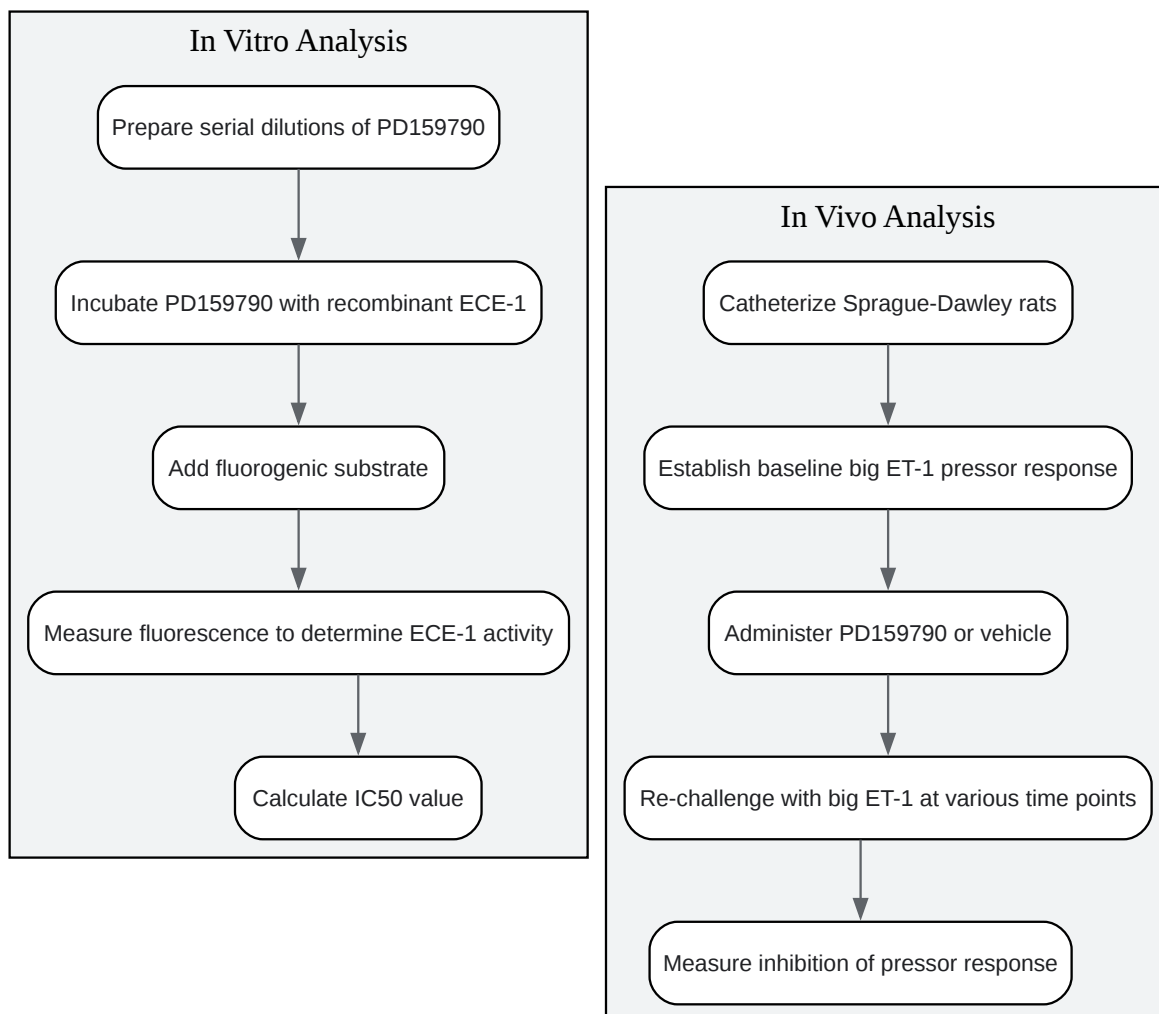 In Vitro Analysis
Prepare serial dilutions of PD159790
Incubate PD159790 with recombinant ECE-1
Add fluorogenic substrate
Measure fluorescence to determine ECE-1 activity
Calculate IC50 value
In Vivo Analysis
Catheterize Sprague-Dawley rats
Establish baseline big ET-1 pressor response
Administer PD159790 or vehicle
Re-challenge with big ET-1 at various time points
Measure inhibition of pressor response